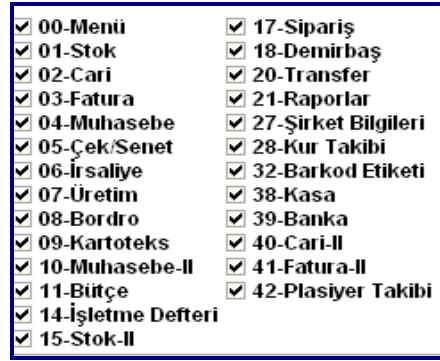 00-Menü
01-Stok
02-Cari
03-Fatura
04-Muhasebe
05-Çek/Senet
06-İrsaliye
07-Üretim
08-Bordro
09-Kartoteks
10-Muhasebe-II
11-Bütçe
14-İşletme Defteri
15-Stok-II
17-Sipariş
18-Demirbaş
20-Transfer
21-Raporlar
27-Şirket Bilgileri
28-Kur Takibi
32-Barkod Etiketi
38-Kasa
39-Banka
40-Cari-II
41-Fatura-II
42-Plasiyer Takibi